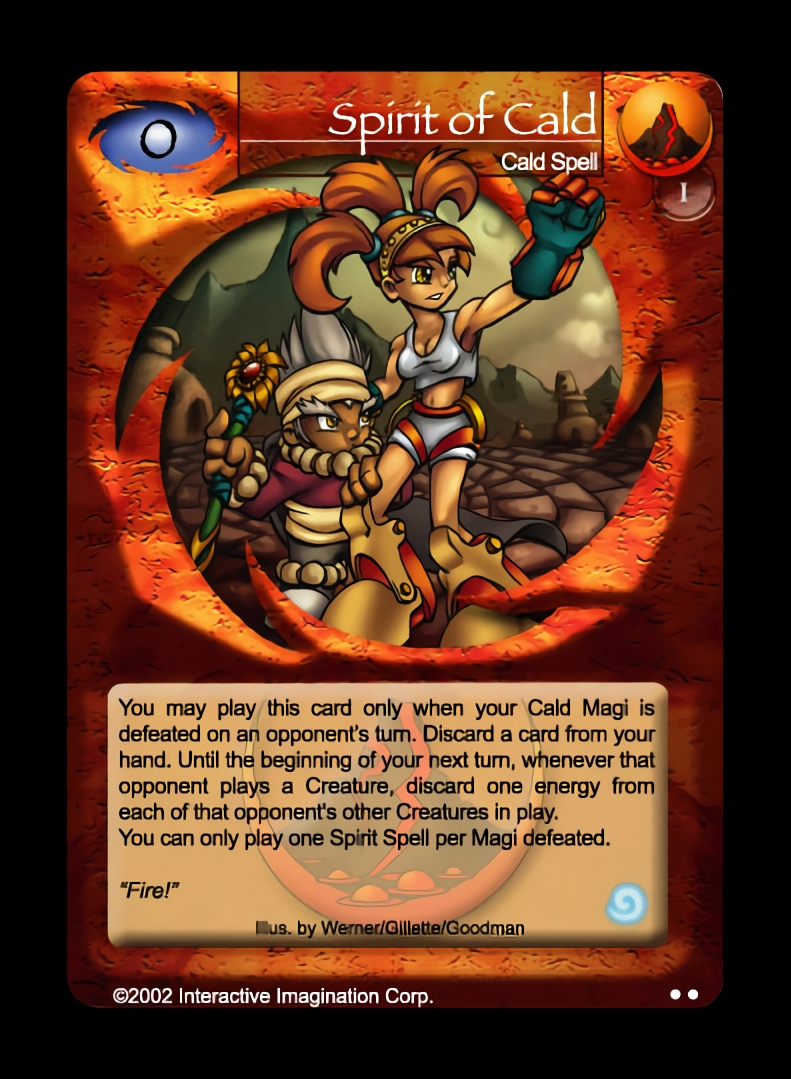 0
Spirit of Cald
Cald Spell
I
You may play this card only when your Cald Magi is
defeated on an opponent's turn. Discard a card from your
hand. Until the beginning of your next turn, whenever that
opponent plays a Creature, discard one energy from
each of that opponent's other Creatures in play.
You can only play one Spirit Spell per Magi defeated.
"Fire!"
Illus. by Werner/Gillette/Goodman
©2002 Interactive Imagination Corp.